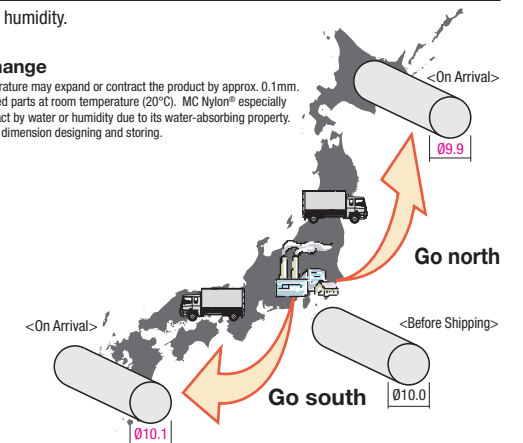 humidity.
hange
erature may expand or contract the product by approx. 0.1mm.
ed parts at room temperature (20°C). MC Nylon® especially
act by water or humidity due to its water-absorbing property.
dimension designing and storing.
<On Arrival>
Ø9.9
Go north
<On Arrival>
<Before Shipping>
Go south
Ø10.0
Ø10.1